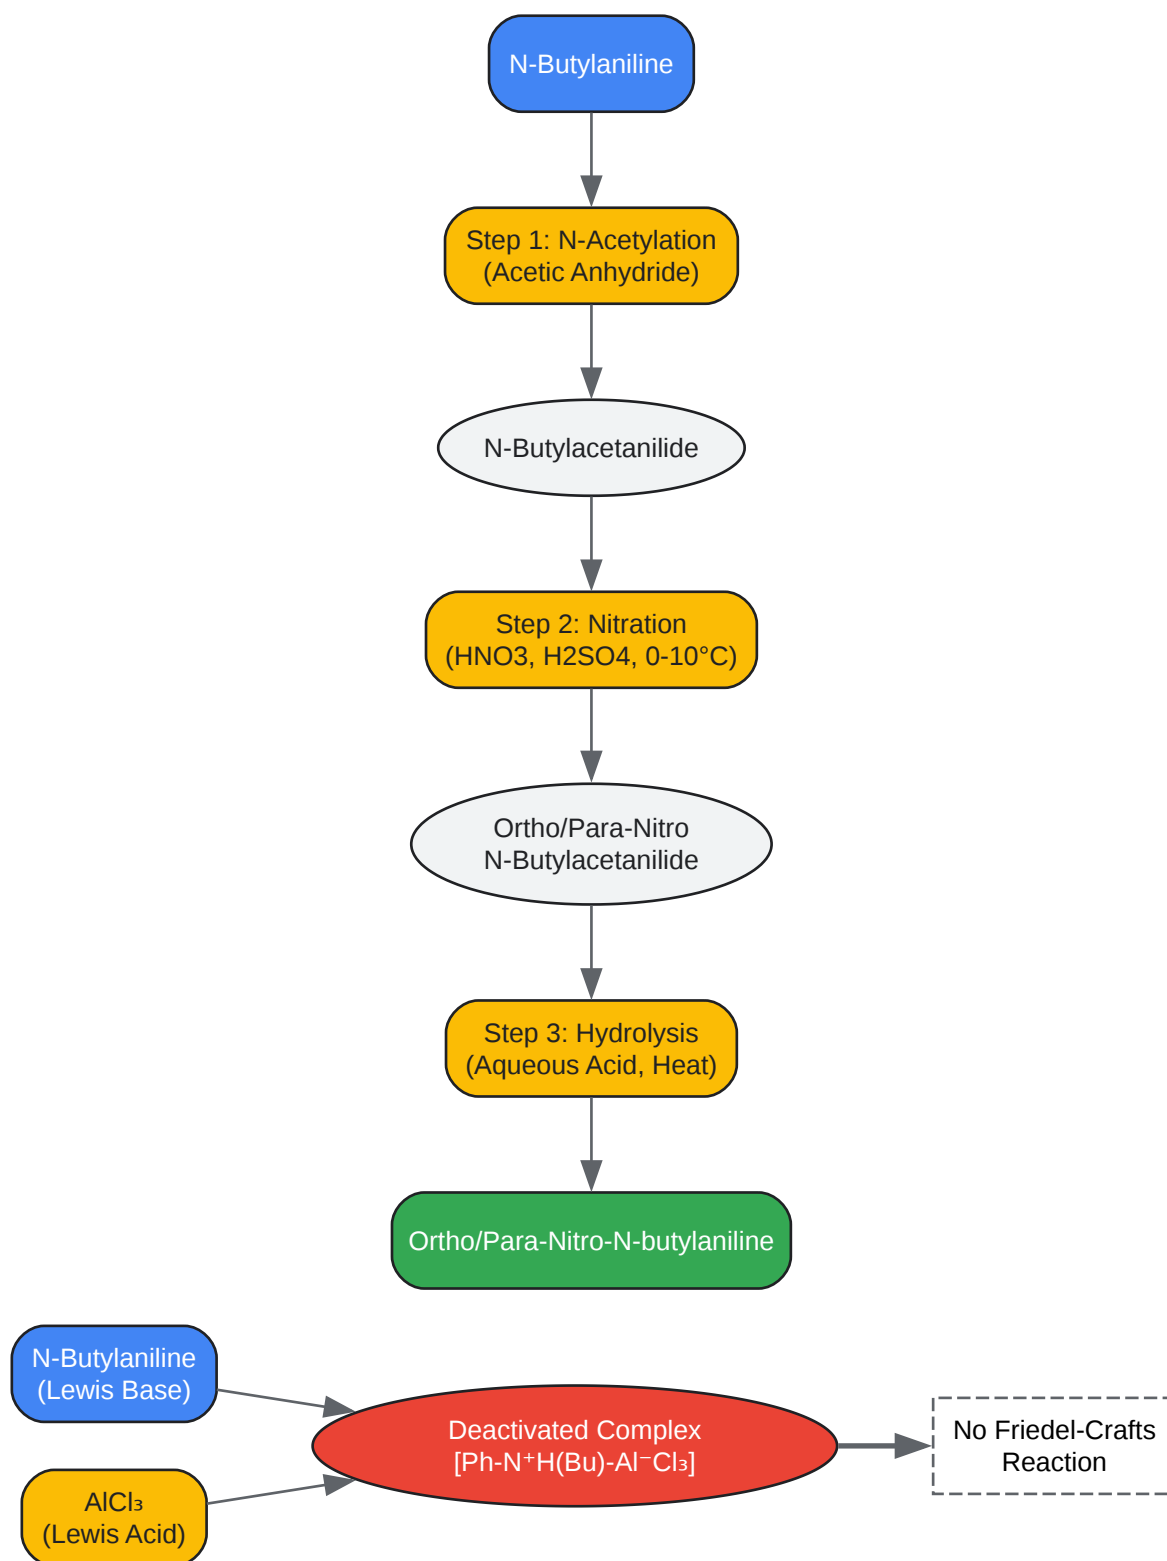 N-Butylaniline
Step 1: N-Acetylation
(Acetic Anhydride)
N-Butylacetanilide
Step 2: Nitration
(HNO3, H2SO4, 0-10°C)
Ortho/Para-Nitro
N-Butylacetanilide
Step 3: Hydrolysis
(Aqueous Acid, Heat)
Ortho/Para-Nitro-N-butylaniline
N-Butylaniline
(Lewis Base)
AlCl₃
(Lewis Acid)
Deactivated Complex
[Ph-N⁺H(Bu)-Al⁻Cl₃]
No Friedel-Crafts
Reaction